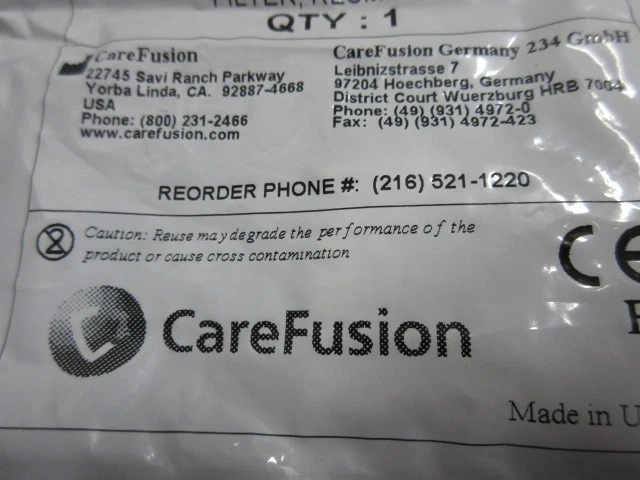 FILTER,
QTY : 1
CareFusion
22745 Savi Ranch Parkway
Yorba Linda, CA. 92887-4668
USA
Phone: (800) 231-2466
www.carefusion.com
CareFusion Germany 234 GmbH
Leibnizstrasse 7
97204 Hoechberg, Germany
District Court Wuerzburg HRB 7004
Phone: (49) (931) 4972-0
Fax: (49) (931) 4972-423
REORDER PHONE #: (216) 521-1220
Caution: Reuse may degrade the performance of the
product or cause cross contamination
CE
CareFusion
Made in U